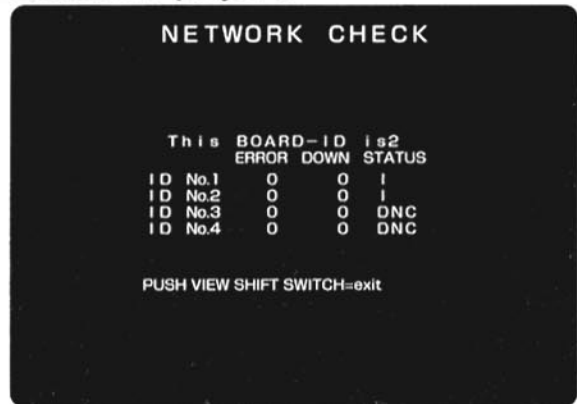 NETWORK CHECK
This BOARD-ID is2
ERROR DOWN STATUS
ID No.1 0 0 I
ID No.2 0 0 I
ID No.3 0 0 DNC
ID No.4 0 0 DNC
PUSH VIEW SHIFT SWITCH=exit